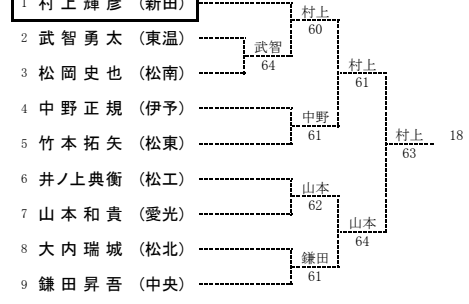 1 村上輝彦 (新田)
2 武智勇太 (東温)
3 松岡史也 (松南)
4 中野正規 (伊予)
5 竹本拓矢 (松東)
6 井ノ上典衡 (松工)
7 山本和貴 (愛光)
8 大内瑞城 (松北)
9 鎌田昇吾 (中央)
武智
64
村上
60
中野
61
山本
62
鎌田
61
村上
61
山本
64
村上
63
18